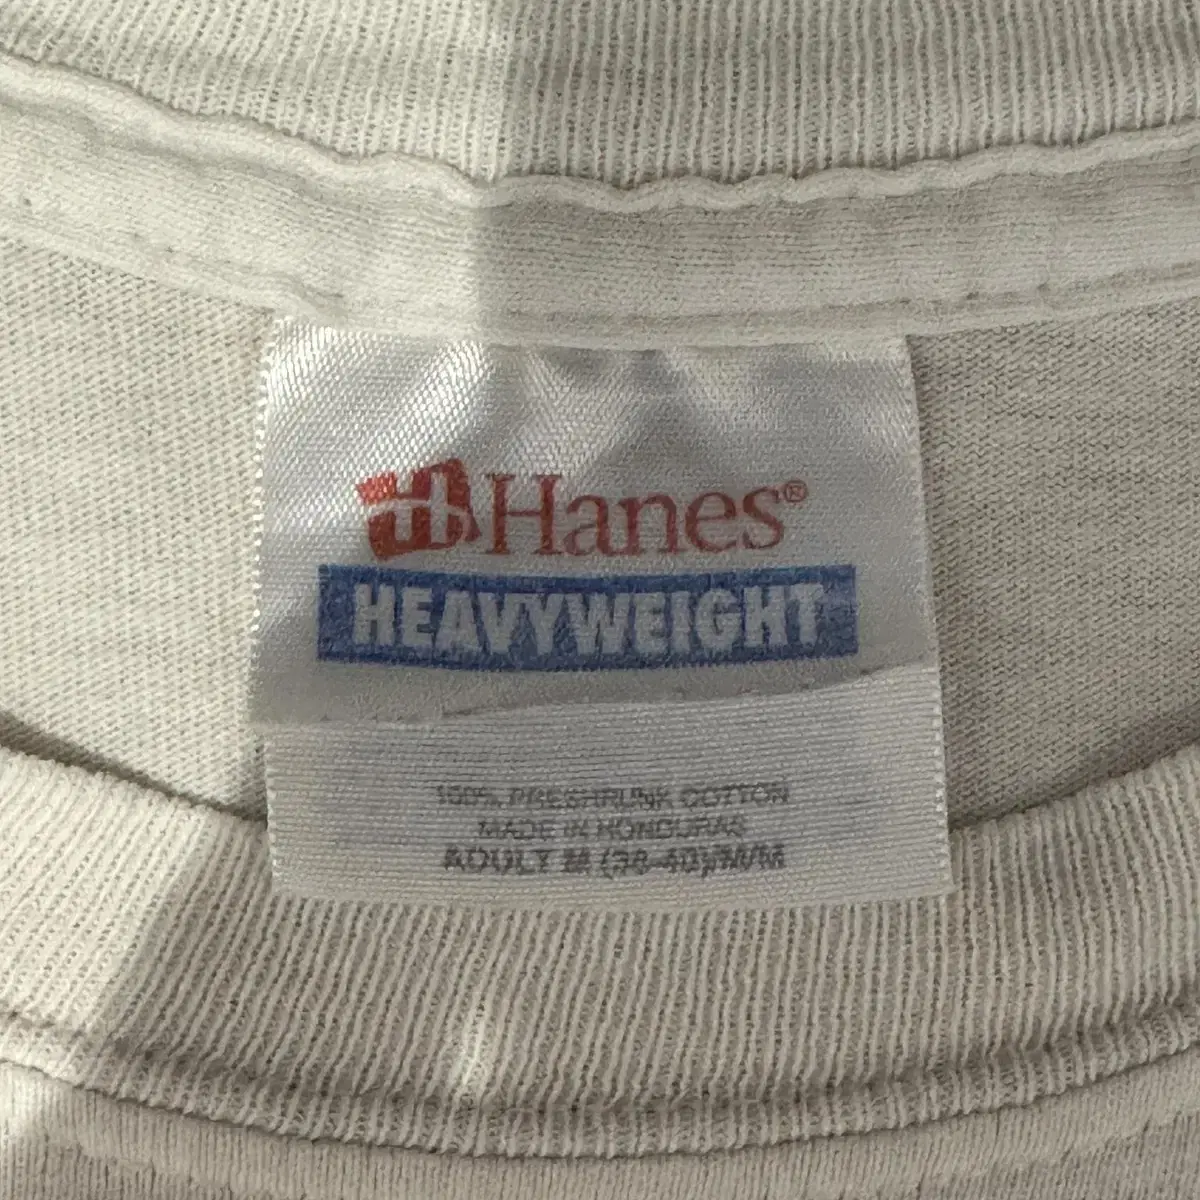 Hanes®
HEAVYWEIGHT
100% PRESHRUNK COTTON
MADE IN HONDURAS
ADULT M (38-40)/M/M